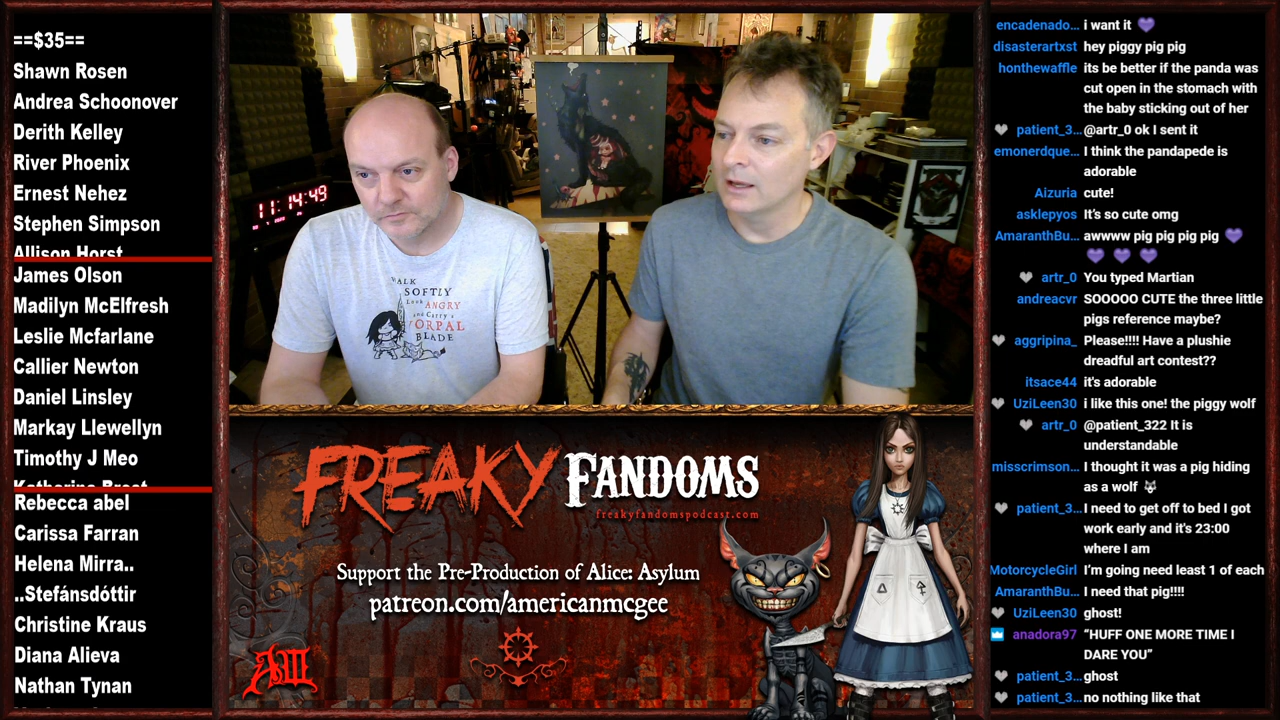 ==$35==
Shawn Rosen
Andrea Schoonover
Derith Kelley
River Phoenix
Ernest Nehez
Stephen Simpson
Allison Horst
James Olson
Madilyn McElfresh
Leslie Mcfarlane
Callier Newton
Daniel Linsley
Markay Llewellyn
Timothy J Meo
Rebecca abel
Carissa Farran
Helena Mirra..
..Stefánsdóttir
Christine Kraus
Diana Alieva
Nathan Tynan
11:14:49
WALK
SOFTLY
ANGRY
and Carry a
VORPAL
BLADE
FREAKY FANDOMS
freakyfandomspodcast.com
Support the Pre-Production of Alice: Asylum
patreon.com/americanmcgee
encadenado... i want it
disasterartxst hey piggy pig pig
honthewaffle its be better if the panda was
cut open in the stomach with
the baby sticking out of her
patient_3... @artr_0 ok I sent it
emonerdque... I think the pandapede is
adorable
Aizuria cute!
asklepyos It's so cute omg
AmaranthBu... awwww pig pig pig pig
artr_0 You typed Martian
andreacvr SOOOOO CUTE the three little
pigs reference maybe?
aggripina_ Please!!!! Have a plushie
dreadful art contest??
itsace44 it's adorable
UziLeen30 i like this one! the piggy wolf
artr_0 @patient_322 It is
understandable
misscrimson... I thought it was a pig hiding
as a wolf
patient_3... I need to get off to bed I got
work early and it's 23:00
where I am
MotorcycleGirl I'm going need least 1 of each
AmaranthBu... I need that pig!!!!
UziLeen30 ghost!
anadora97 “HUFF ONE MORE TIME I
DARE YOU”
patient_3... ghost
patient_3... no nothing like that